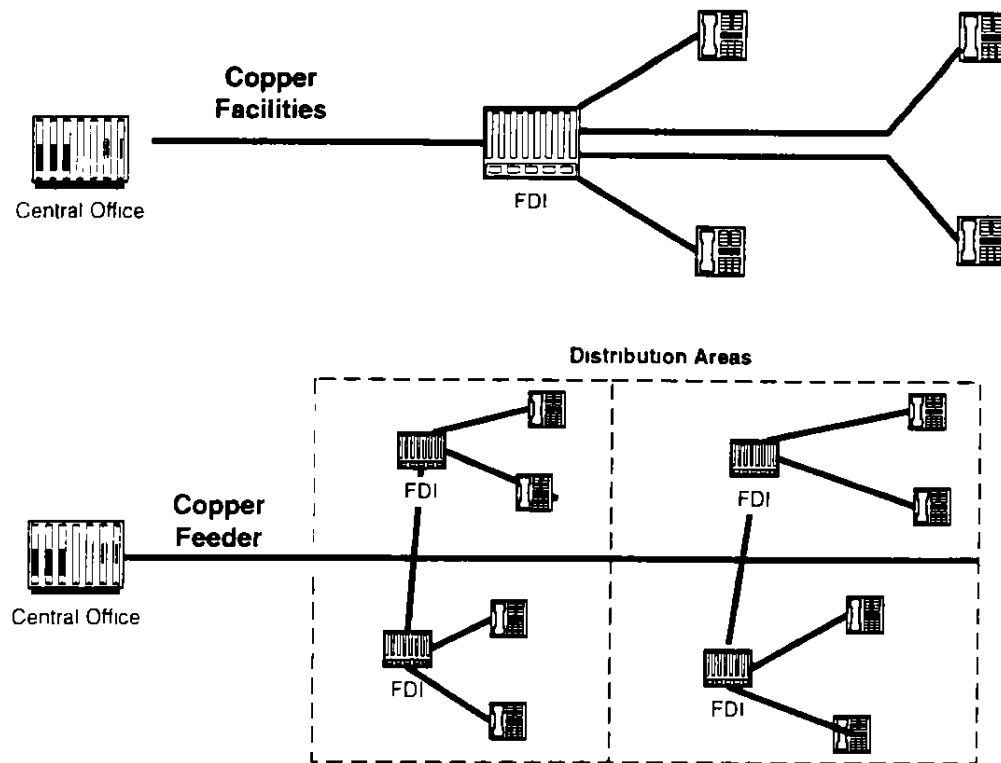 Copper
Facilities
Central Office
FDI
Distribution Areas
FDI
FDI
Copper
Feeder
Central Office
FDI
FDI